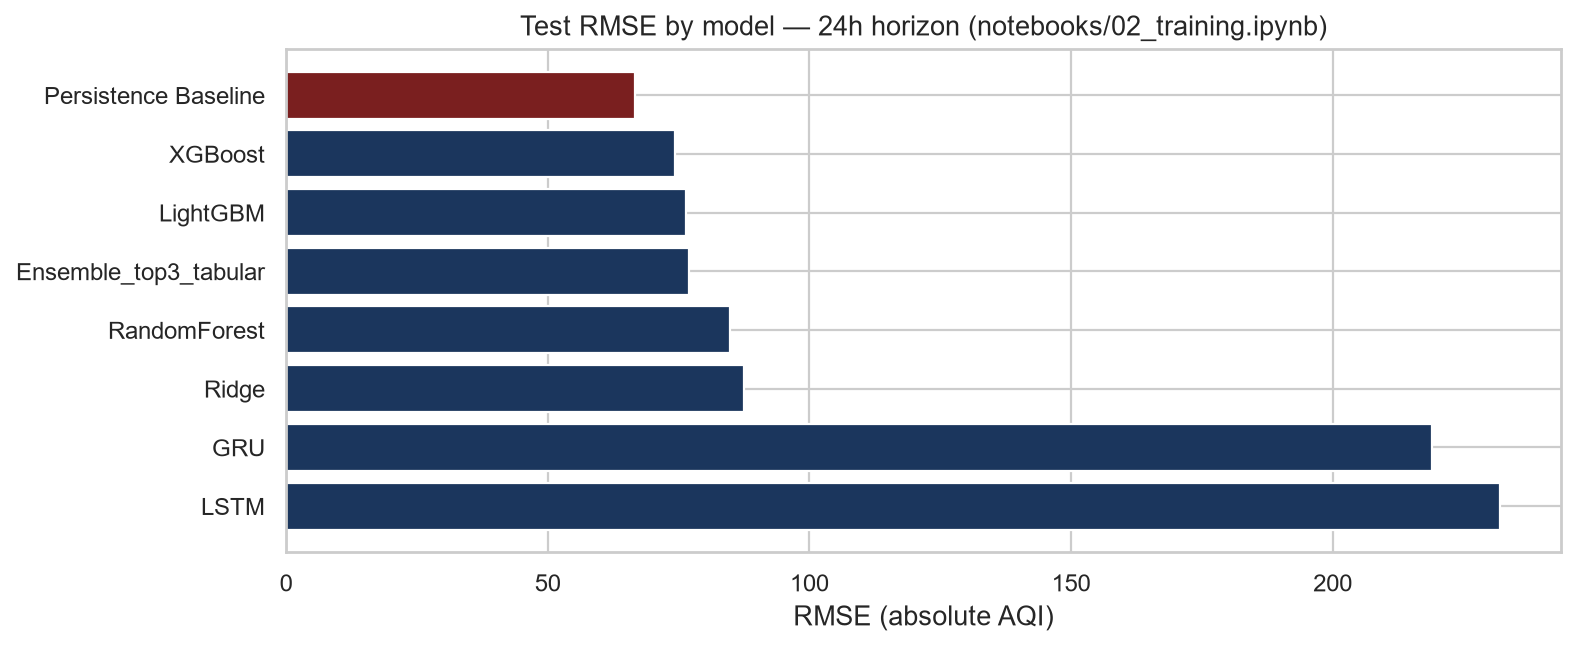 Test RMSE by model — 24h horizon (notebooks/02_training.ipynb)
Persistence Baseline
XGBoost
LightGBM
Ensemble_top3_tabular
RandomForest
Ridge
GRU
LSTM
0 50 100 150 200
RMSE (absolute AQI)